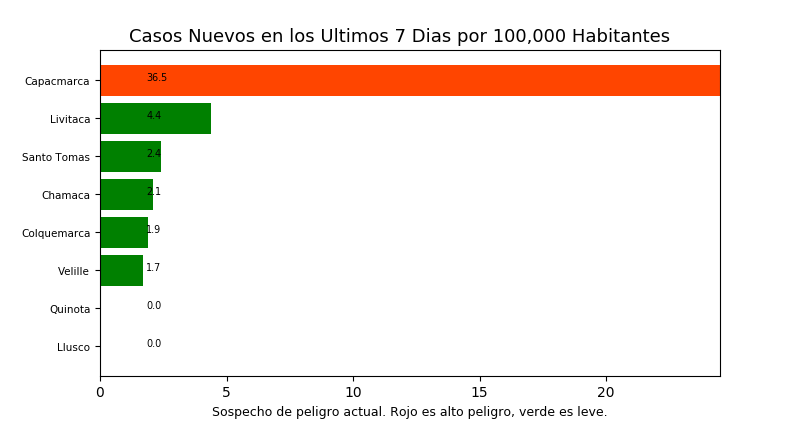 Casos Nuevos en los Ultimos 7 Dias por 100,000 Habitantes
Capacmarca 36.5
Livitaca 4.4
Santo Tomas 2.4
Chamaca 2.1
Colquemarca 1.9
Velille 1.7
Quinota 0.0
Llusco 0.0
0 5 10 15 20
Sospecho de peligro actual. Rojo es alto peligro, verde es leve.